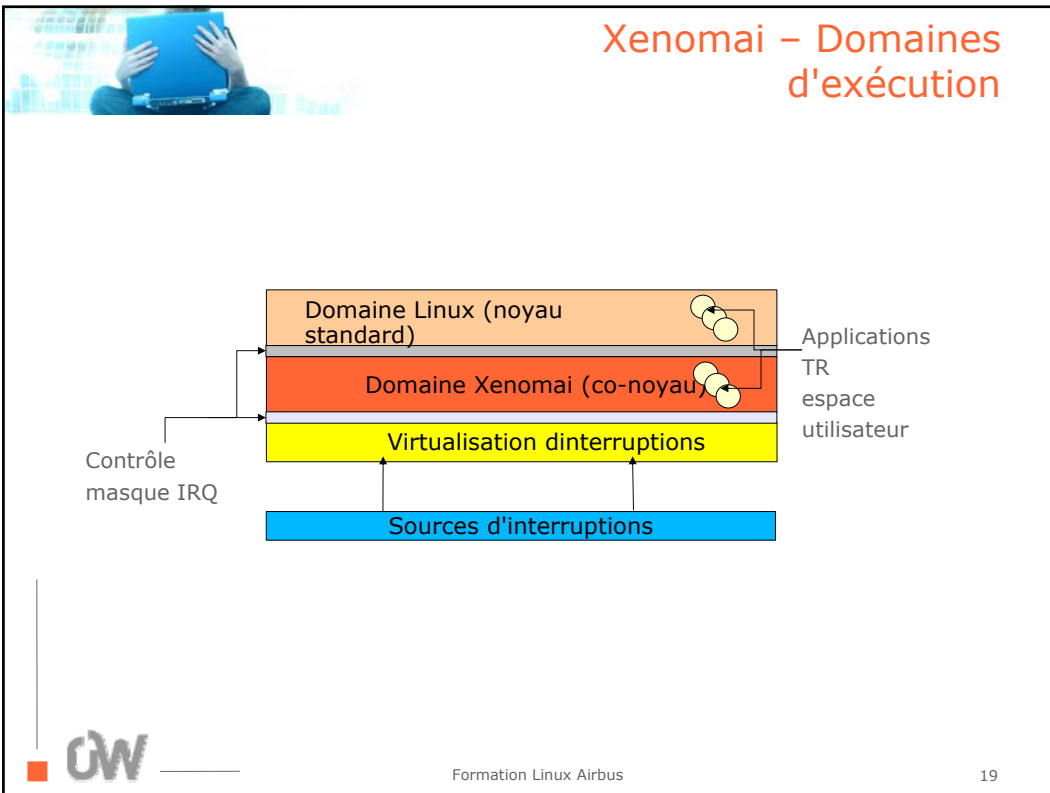 Xenomai – Domaines
d'exécution
Domaine Linux (noyau
standard)
Domaine Xenomai (co-noyau)
Virtualisation dinterruptions
Sources d'interruptions
Contrôle
masque IRQ
Applications
TR
espace
utilisateur
OW
Formation Linux Airbus
19